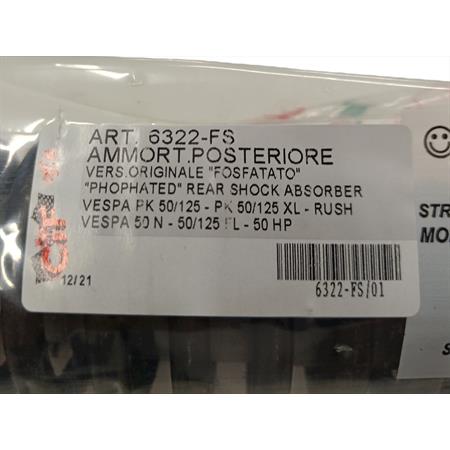 ART. 6322-FS
AMMORT.POSTERIORE
VERS.ORIGINALE "FOSFATATO"
"PHOPHATED" REAR SHOCK ABSORBER
VESPA PK 50/125 - PK 50/125 XL - RUSH
VESPA 50 N - 50/125 FL - 50 HP
CIF
12/21
6322-FS/01
STR
MO
S